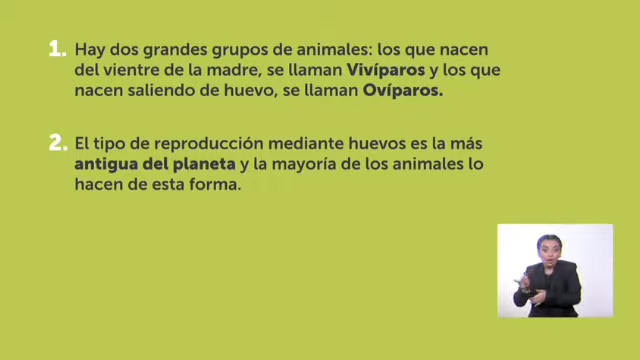 1. Hay dos grandes grupos de animales: los que nacen
del vientre de la madre, se llaman Vivíparos y los que
nacen saliendo de huevo, se llaman Ovíparos.
2. El tipo de reproducción mediante huevos es la más
antigua del planeta y la mayoría de los animales lo
hacen de esta forma.